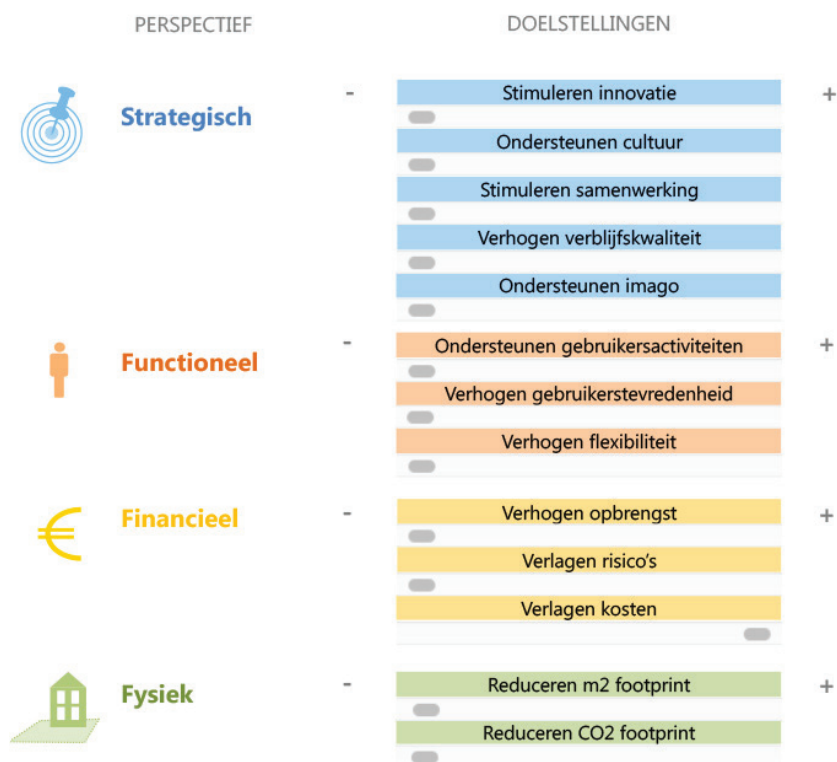 PERSPECTIEF DOELSTELLINGEN
Strategisch - Stimuleren innovatie +
Ondersteunen cultuur
Stimuleren samenwerking
Verhogen verblijfskwaliteit
Ondersteunen imago
Functioneel - Ondersteunen gebruikersactiviteiten +
Verhogen gebruikerstevredenheid
Verhogen flexibiliteit
€ Financieel - Verhogen opbrengst +
Verlagen risico's
Verlagen kosten
Fysiek - Reduceren m2 footprint +
Reduceren CO2 footprint